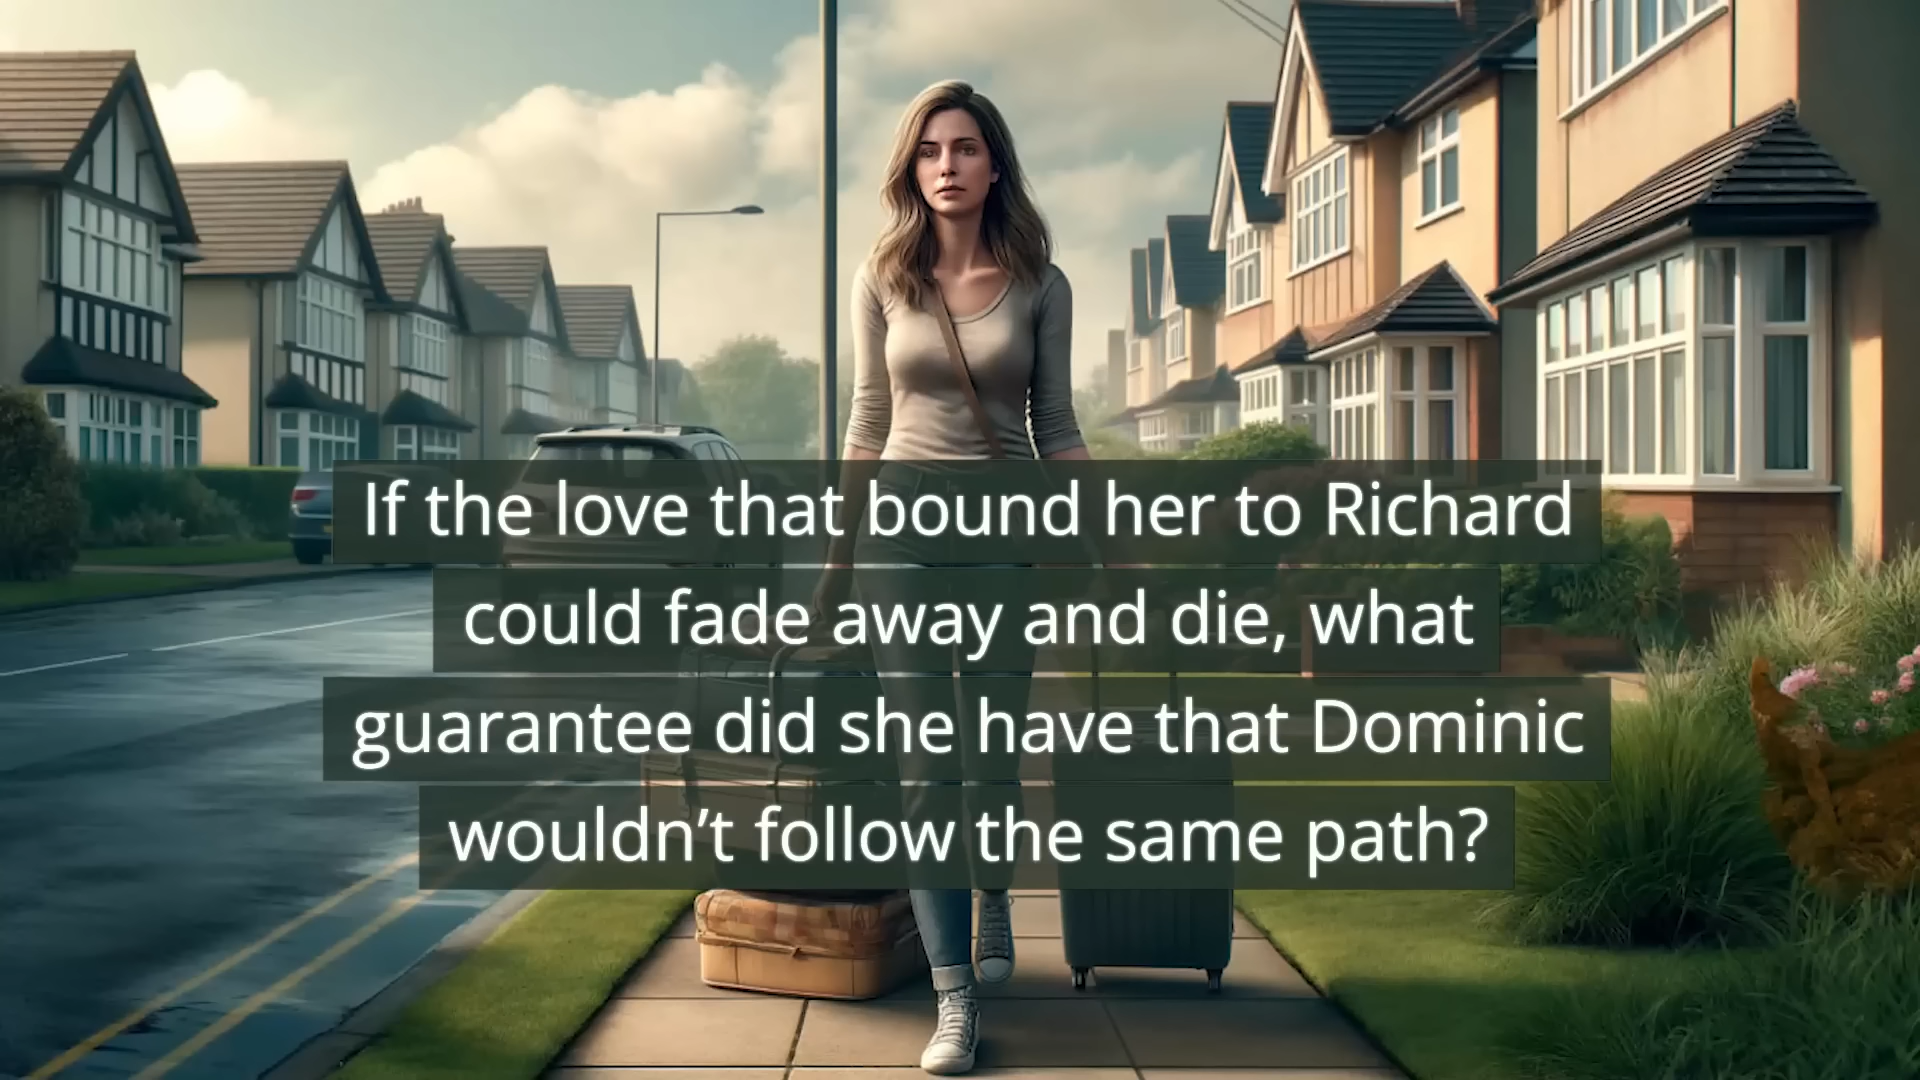 If the love that bound her to Richard
could fade away and die, what
guarantee did she have that Dominic
wouldn’t follow the same path?